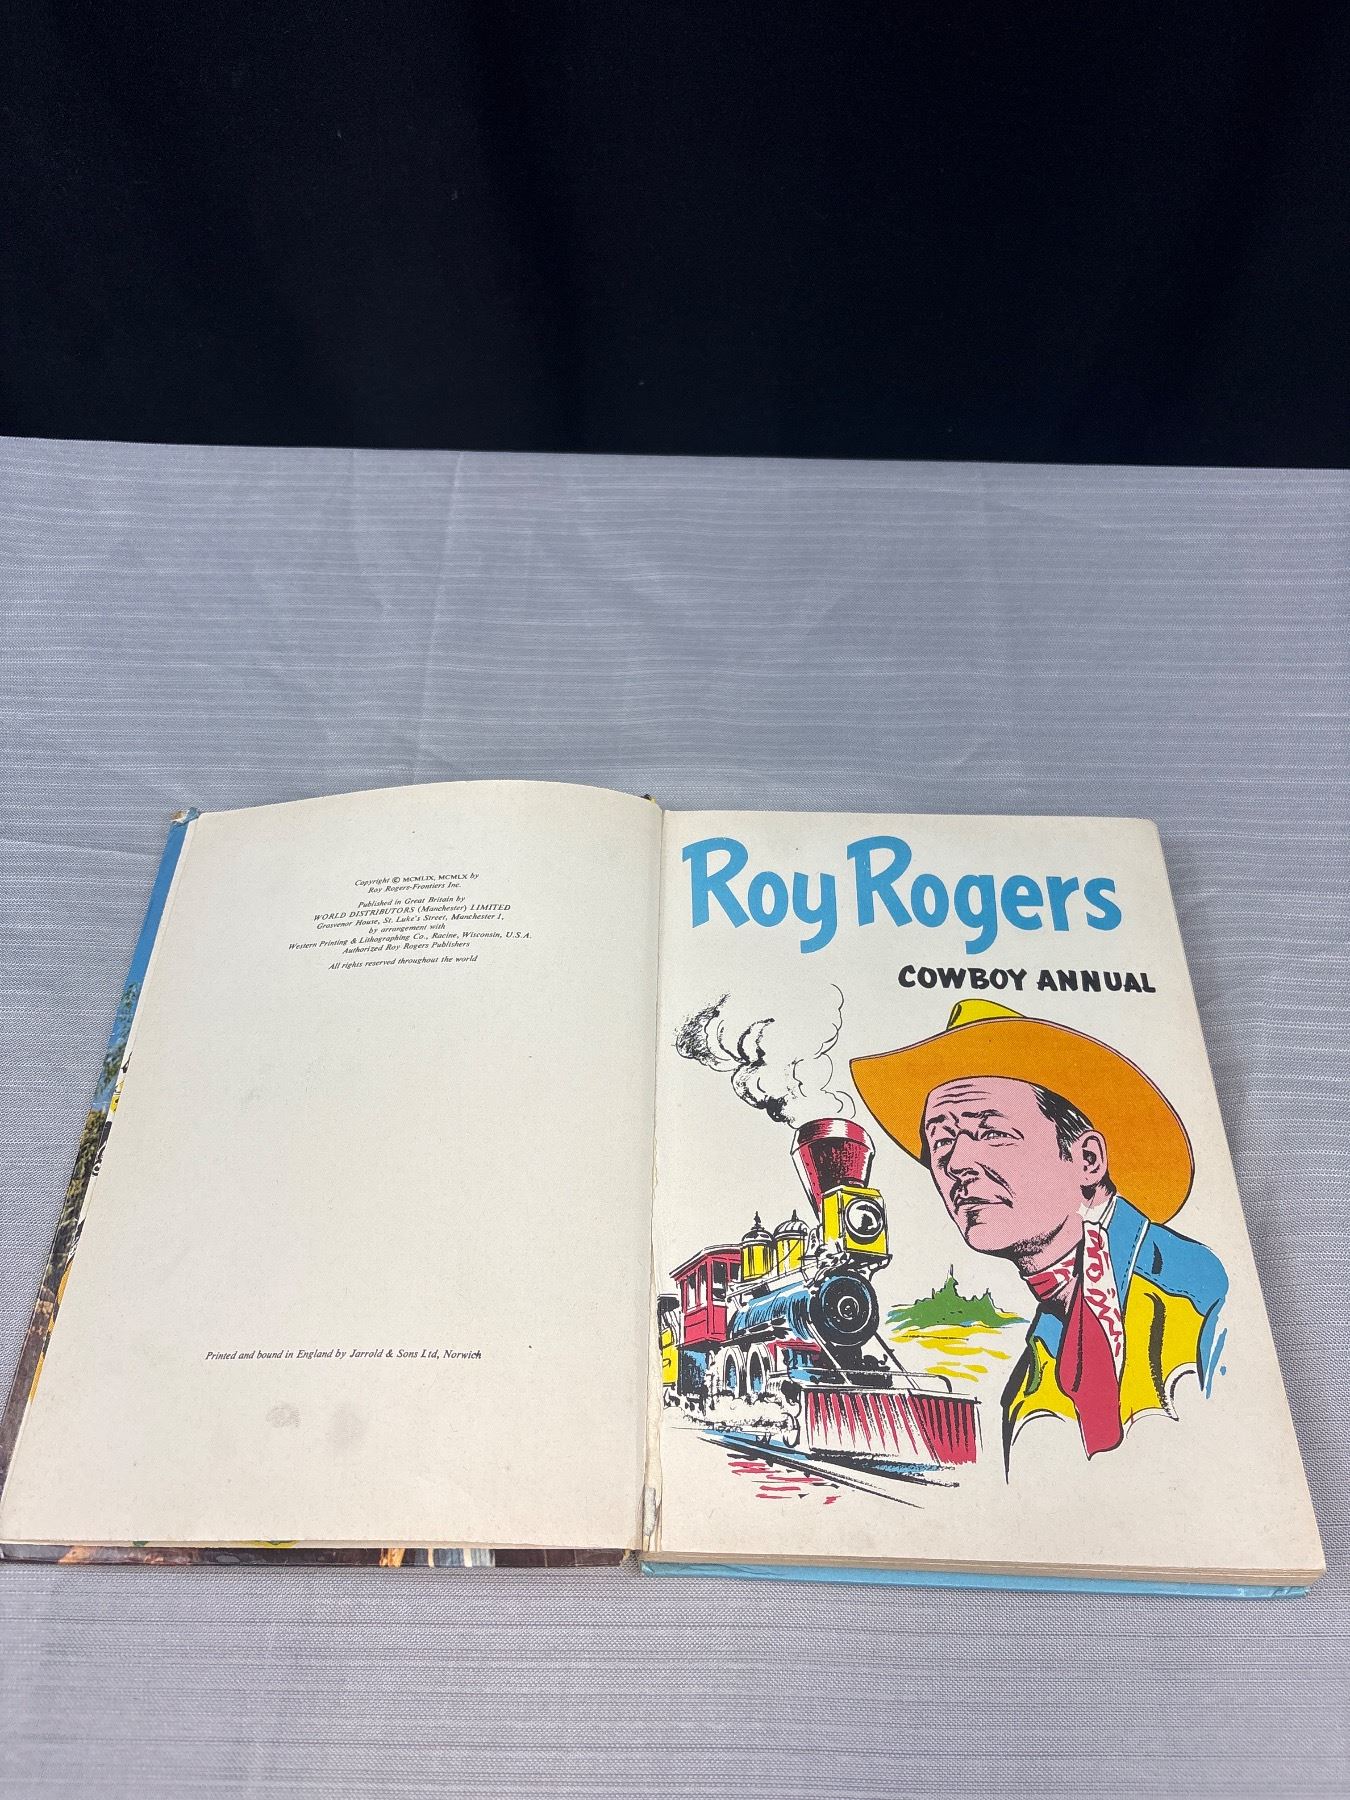 Copyright © MCMLIX, MCMLX by
Roy Rogers-Frontiers Inc.
Published in Great Britain by
WORLD DISTRIBUTORS (Manchester) LIMITED
Grosvenor House, St. Luke's Street, Manchester 1,
by arrangement with
Western Printing & Lithographing Co., Racine, Wisconsin, U.S.A.
Authorized Roy Rogers Publishers
All rights reserved throughout the world
Printed and bound in England by Jarrold & Sons Ltd, Norwich
Roy Rogers
COWBOY ANNUAL